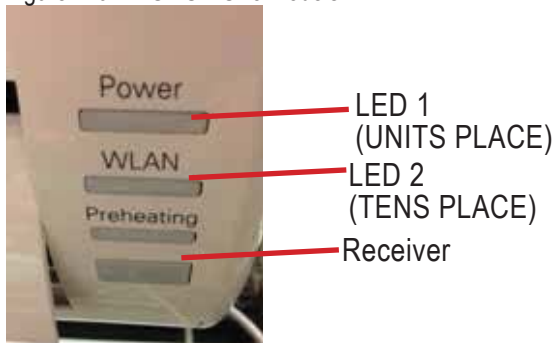 Power
WLAN
Preheating
LED 1
(UNITS PLACE)
LED 2
(TENS PLACE)
Receiver